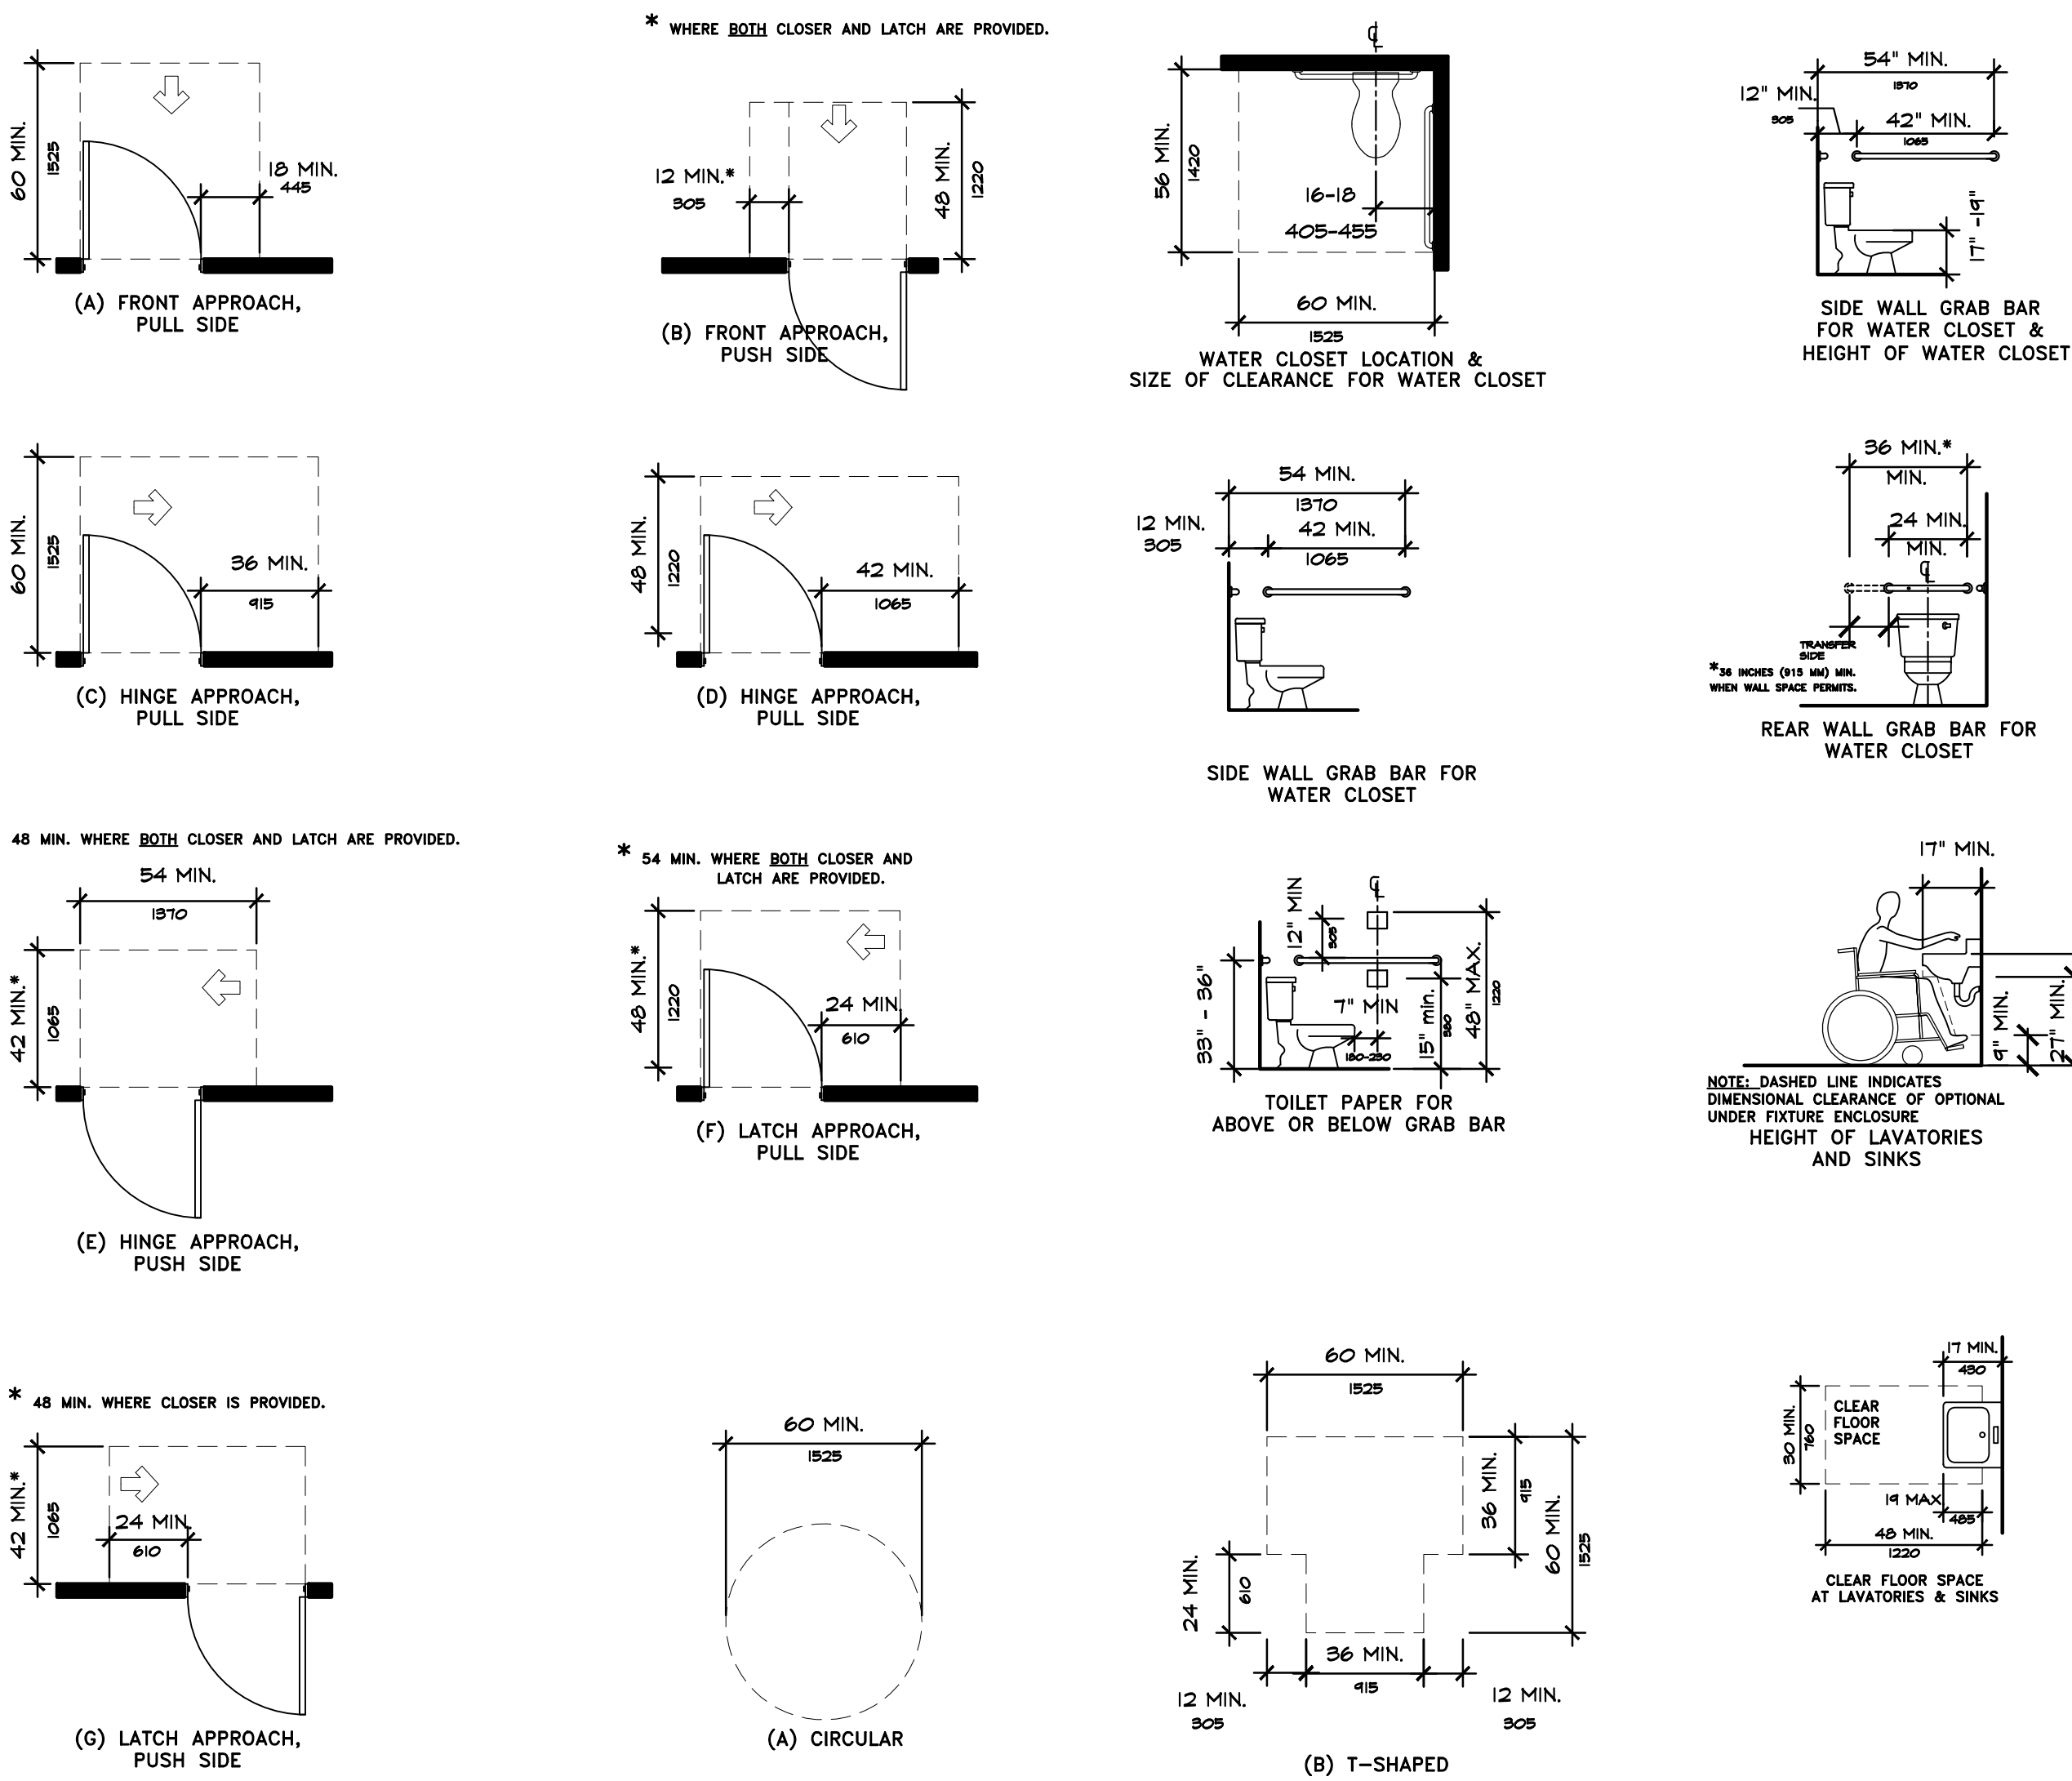 60 MIN.
1525
18 MIN.
445
(A) FRONT APPROACH,
PULL SIDE
* WHERE BOTH CLOSER AND LATCH ARE PROVIDED.
12 MIN.*
305
48 MIN.
1220
(B) FRONT APPROACH,
PUSH SIDE
℄
56 MIN.
1420
16-18
405-455
60 MIN.
1525
WATER CLOSET LOCATION &
SIZE OF CLEARANCE FOR WATER CLOSET
54" MIN.
1370
12" MIN.
305
42" MIN.
1065
17" -19"
SIDE WALL GRAB BAR
FOR WATER CLOSET &
HEIGHT OF WATER CLOSET
60 MIN.
1525
36 MIN.
915
(C) HINGE APPROACH,
PULL SIDE
48 MIN.
1220
42 MIN.
1065
(D) HINGE APPROACH,
PULL SIDE
54 MIN.
1370
12 MIN.
305
42 MIN.
1065
SIDE WALL GRAB BAR FOR
WATER CLOSET
36 MIN.*
MIN.
24 MIN.
MIN.
℄
TRANSFER
SIDE
*36 INCHES (915 MM) MIN.
WHEN WALL SPACE PERMITS.
REAR WALL GRAB BAR FOR
WATER CLOSET
48 MIN. WHERE BOTH CLOSER AND LATCH ARE PROVIDED.
54 MIN.
1370
42 MIN.*
1065
(E) HINGE APPROACH,
PUSH SIDE
* 54 MIN. WHERE BOTH CLOSER AND
LATCH ARE PROVIDED.
48 MIN.*
1220
24 MIN.
610
(F) LATCH APPROACH,
PULL SIDE
℄
12" MIN
305
33" - 36"
7" MIN
180-230
15" min.
380
48" MAX.
1220
TOILET PAPER FOR
ABOVE OR BELOW GRAB BAR
17" MIN.
9" MIN.
27" MIN.
NOTE: DASHED LINE INDICATES
DIMENSIONAL CLEARANCE OF OPTIONAL
UNDER FIXTURE ENCLOSURE
HEIGHT OF LAVATORIES
AND SINKS
* 48 MIN. WHERE CLOSER IS PROVIDED.
42 MIN.*
1065
24 MIN.
610
(G) LATCH APPROACH,
PUSH SIDE
60 MIN.
1525
(A) CIRCULAR
60 MIN.
1525
36 MIN.
915
60 MIN.
1525
24 MIN.
610
36 MIN.
915
12 MIN.
305
12 MIN.
305
(B) T-SHAPED
17 MIN.
430
30 MIN.
760
CLEAR
FLOOR
SPACE
19 MAX
485
48 MIN.
1220
CLEAR FLOOR SPACE
AT LAVATORIES & SINKS